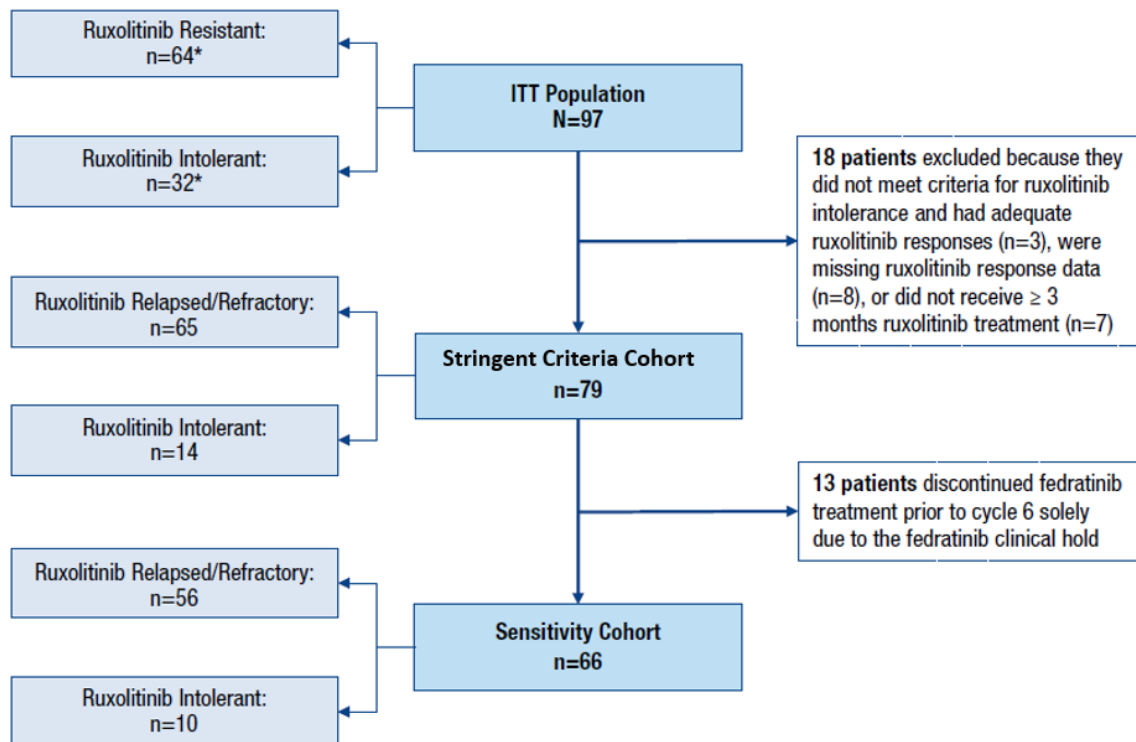 Ruxolitinib Resistant:
n=64*
ITT Population
N=97
Ruxolitinib Intolerant:
n=32*
18 patients excluded because they
did not meet criteria for ruxolitinib
intolerance and had adequate
ruxolitinib responses (n=3), were
missing ruxolitinib response data
(n=8), or did not receive ≥ 3
months ruxolitinib treatment (n=7)
Ruxolitinib Relapsed/Refractory:
n=65
Stringent Criteria Cohort
n=79
Ruxolitinib Intolerant:
n=14
13 patients discontinued fedratinib
treatment prior to cycle 6 solely
due to the fedratinib clinical hold
Ruxolitinib Relapsed/Refractory:
n=56
Sensitivity Cohort
n=66
Ruxolitinib Intolerant:
n=10